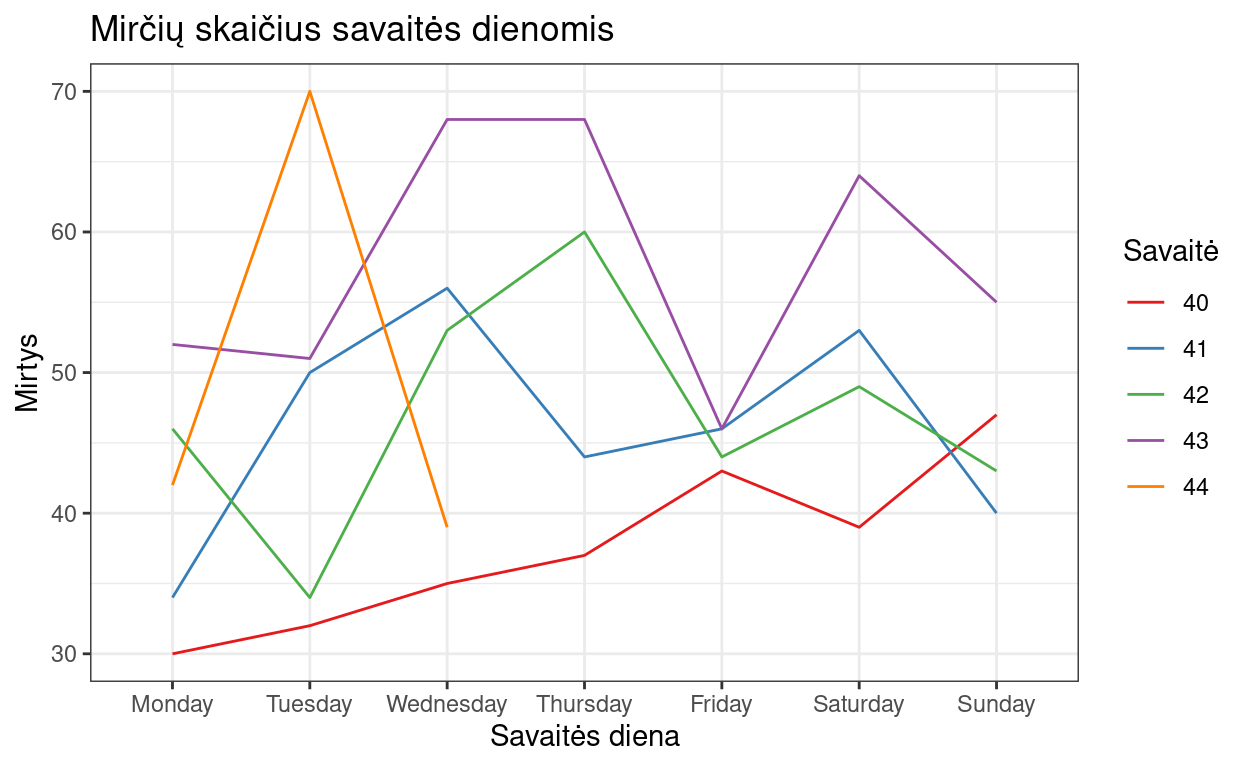 Mirčių skaičius savaitės dienomis
Mirtys
70
60
50
40
30
Monday Tuesday Wednesday Thursday Friday Saturday Sunday
Savaitės diena
Savaitė
40
41
42
43
44